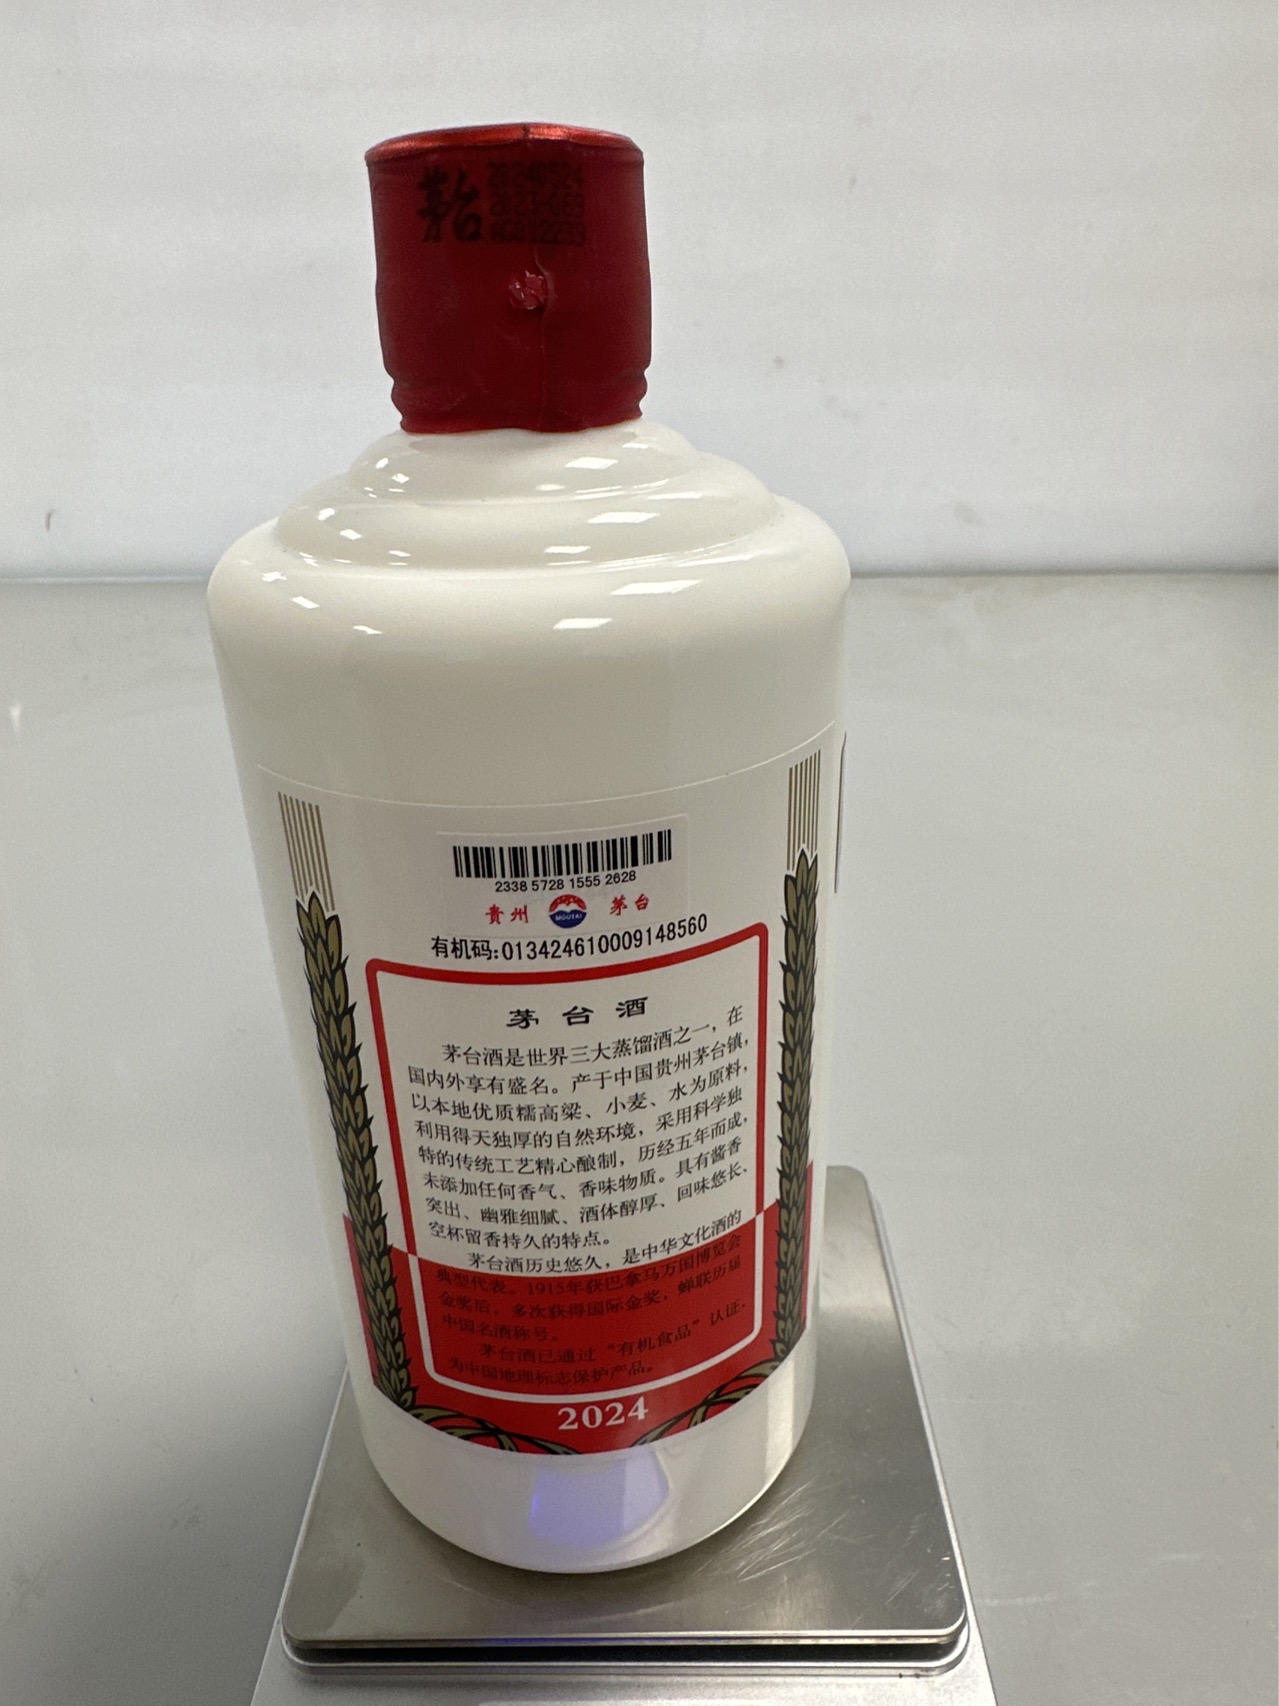 茅台
20240524
2023-069
2338 5728 1555 2628
貴州 MOUTAI 茅台
有机码:013424610009148560
茅台酒
茅台酒是世界三大蒸馏酒之一，在
国内外享有盛名。产于中国贵州茅台镇，
以本地优质糯高粱、小麦、水为原料，
利用得天独厚的自然环境，采用科学独
特的传统工艺精心酿制，历经五年而成，
未添加任何香气、香味物质。具有酱香
突出、幽雅细腻、酒体醇厚、回味悠长、
空杯留香持久的特点。
茅台酒历史悠久，是中华文化酒的
典型代表。1915年获巴拿马万国博览会
金奖后，多次获得国际金奖，蝉联历届
中国名酒称号。
茅台酒已通过“有机食品”认证，
为中国地理标志保护产品。
2024